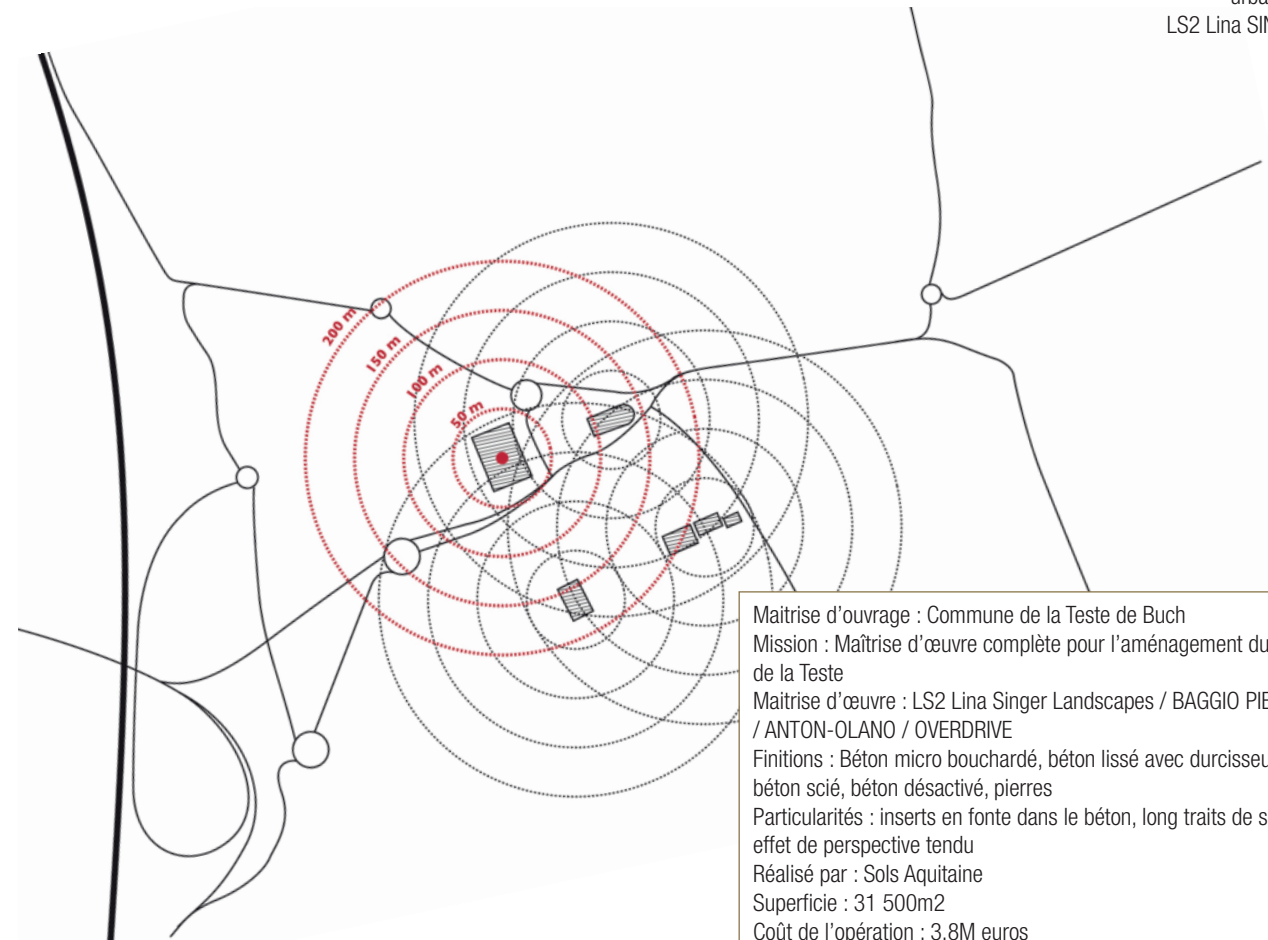 urba
LS2 Lina SIN
200 m
150 m
100 m
50 m
Maitrise d'ouvrage : Commune de la Teste de Buch
Mission : Maîtrise d'œuvre complète pour l'aménagement du
de la Teste
Maitrise d'œuvre : LS2 Lina Singer Landscapes / BAGGIO PIE
/ ANTON-OLANO / OVERDRIVE
Finitions : Béton micro bouchardé, béton lissé avec durcisseu
béton scié, béton désactivé, pierres
Particularités : inserts en fonte dans le béton, long traits de s
effet de perspective tendu
Réalisé par : Sols Aquitaine
Superficie : 31 500m2
Coût de l'opération : 3.8M euros